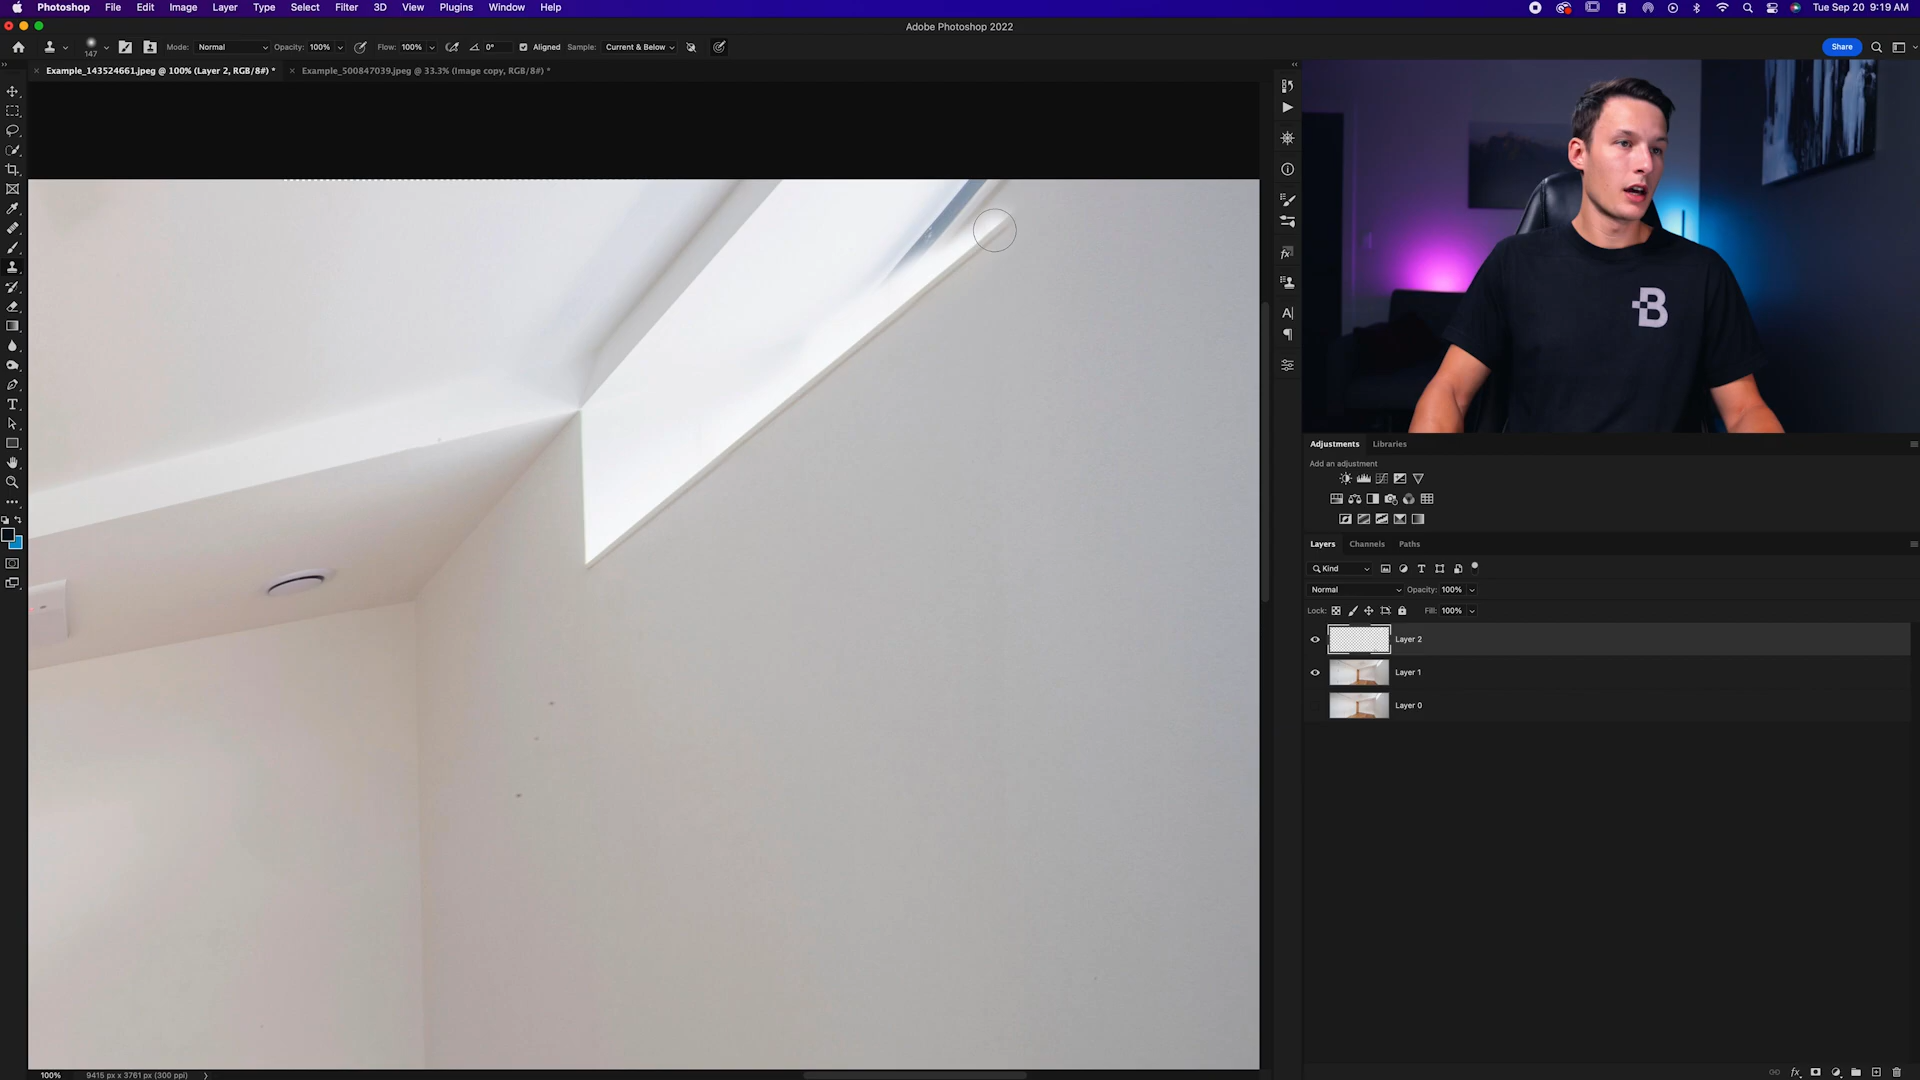 Photoshop File Edit Image Layer Type Select Filter 3D View Plugins Window Help Tue Sep 20 9:19 AM
Adobe Photoshop 2022
147 Mode: Normal Opacity: 100% Flow: 100% 0° Aligned Sample: Current & Below Share
Example_143524661.jpeg @ 100% (Layer 2, RGB/8#) * Example_500847039.jpeg @ 33.3% (Image copy, RGB/8#) *
B
Adjustments Libraries
Add an adjustment
Layers Channels Paths
Kind
Normal Opacity: 100%
Lock: Fill: 100%
Layer 2
Layer 1
Layer 0
100% 9415 px x 3761 px (300 ppi)